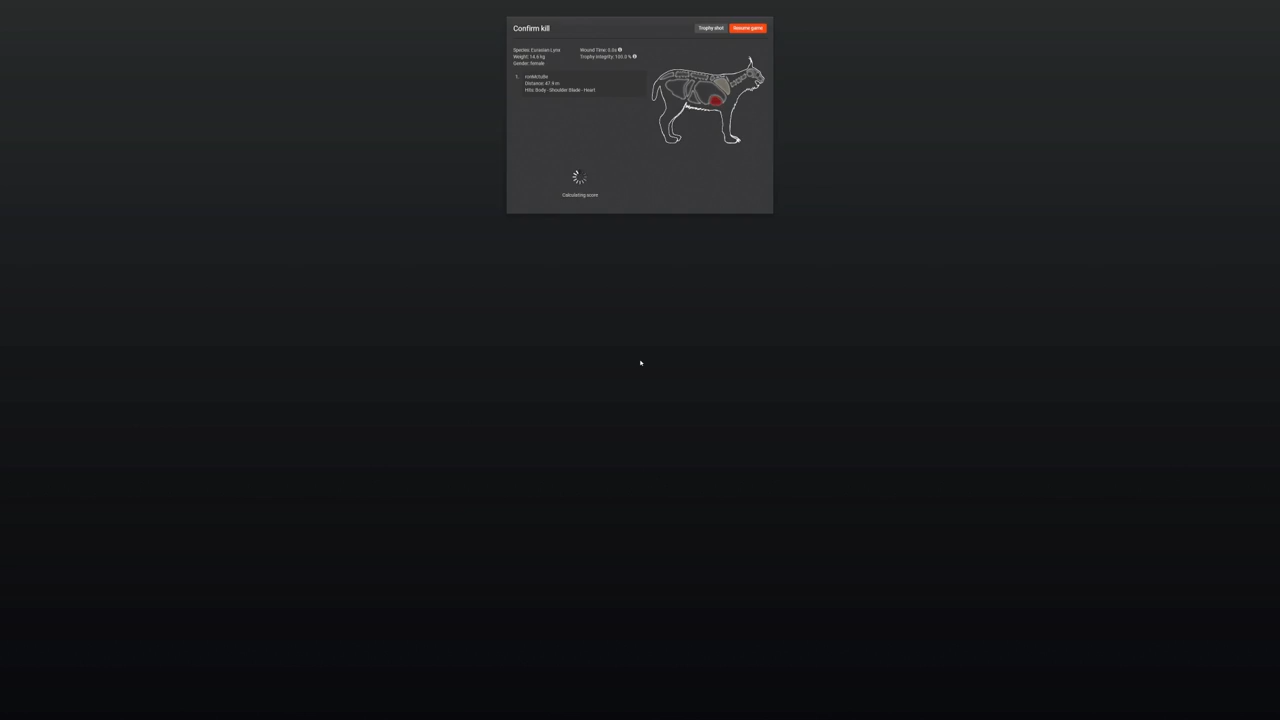 Confirm kill
Trophy shot
Resume game
Species: Eurasian Lynx
Weight: 14.6 kg
Gender: female
Wound Time: 0.0s
Trophy Integrity: 100.0 %
1.
Distance: 47.9 m
Hits: Body - Shoulder Blade - Heart
Calculating score